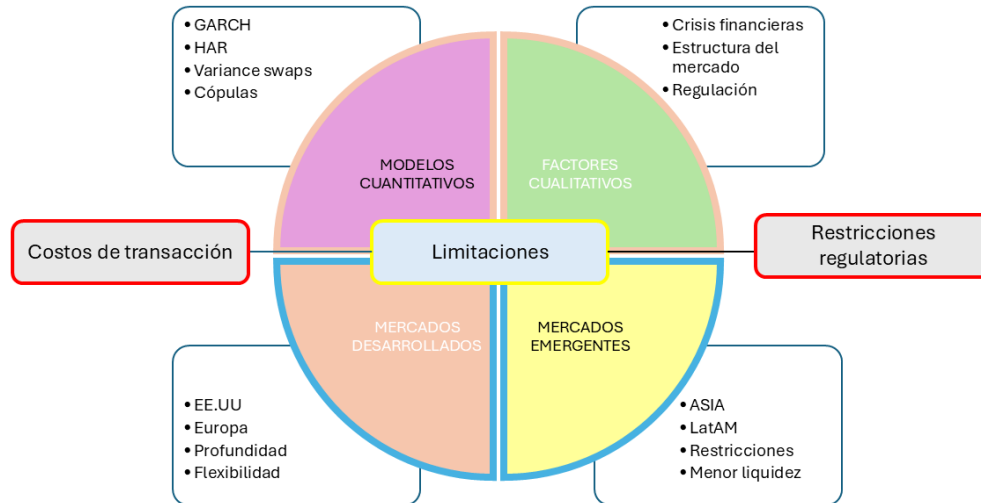 • GARCH
• HAR
• Variance swaps
• Cópulas
• Crisis financieras
• Estructura del
mercado
• Regulación
MODELOS
CUANTITATIVOS
FACTORES
CUALITATIVOS
Costos de transacción
Limitaciones
Restricciones
regulatorias
MERCADOS
DESARROLLADOS
MERCADOS
EMERGENTES
• EE.UU
• Europa
• Profundidad
• Flexibilidad
• ASIA
• LatAM
• Restricciones
• Menor liquidez